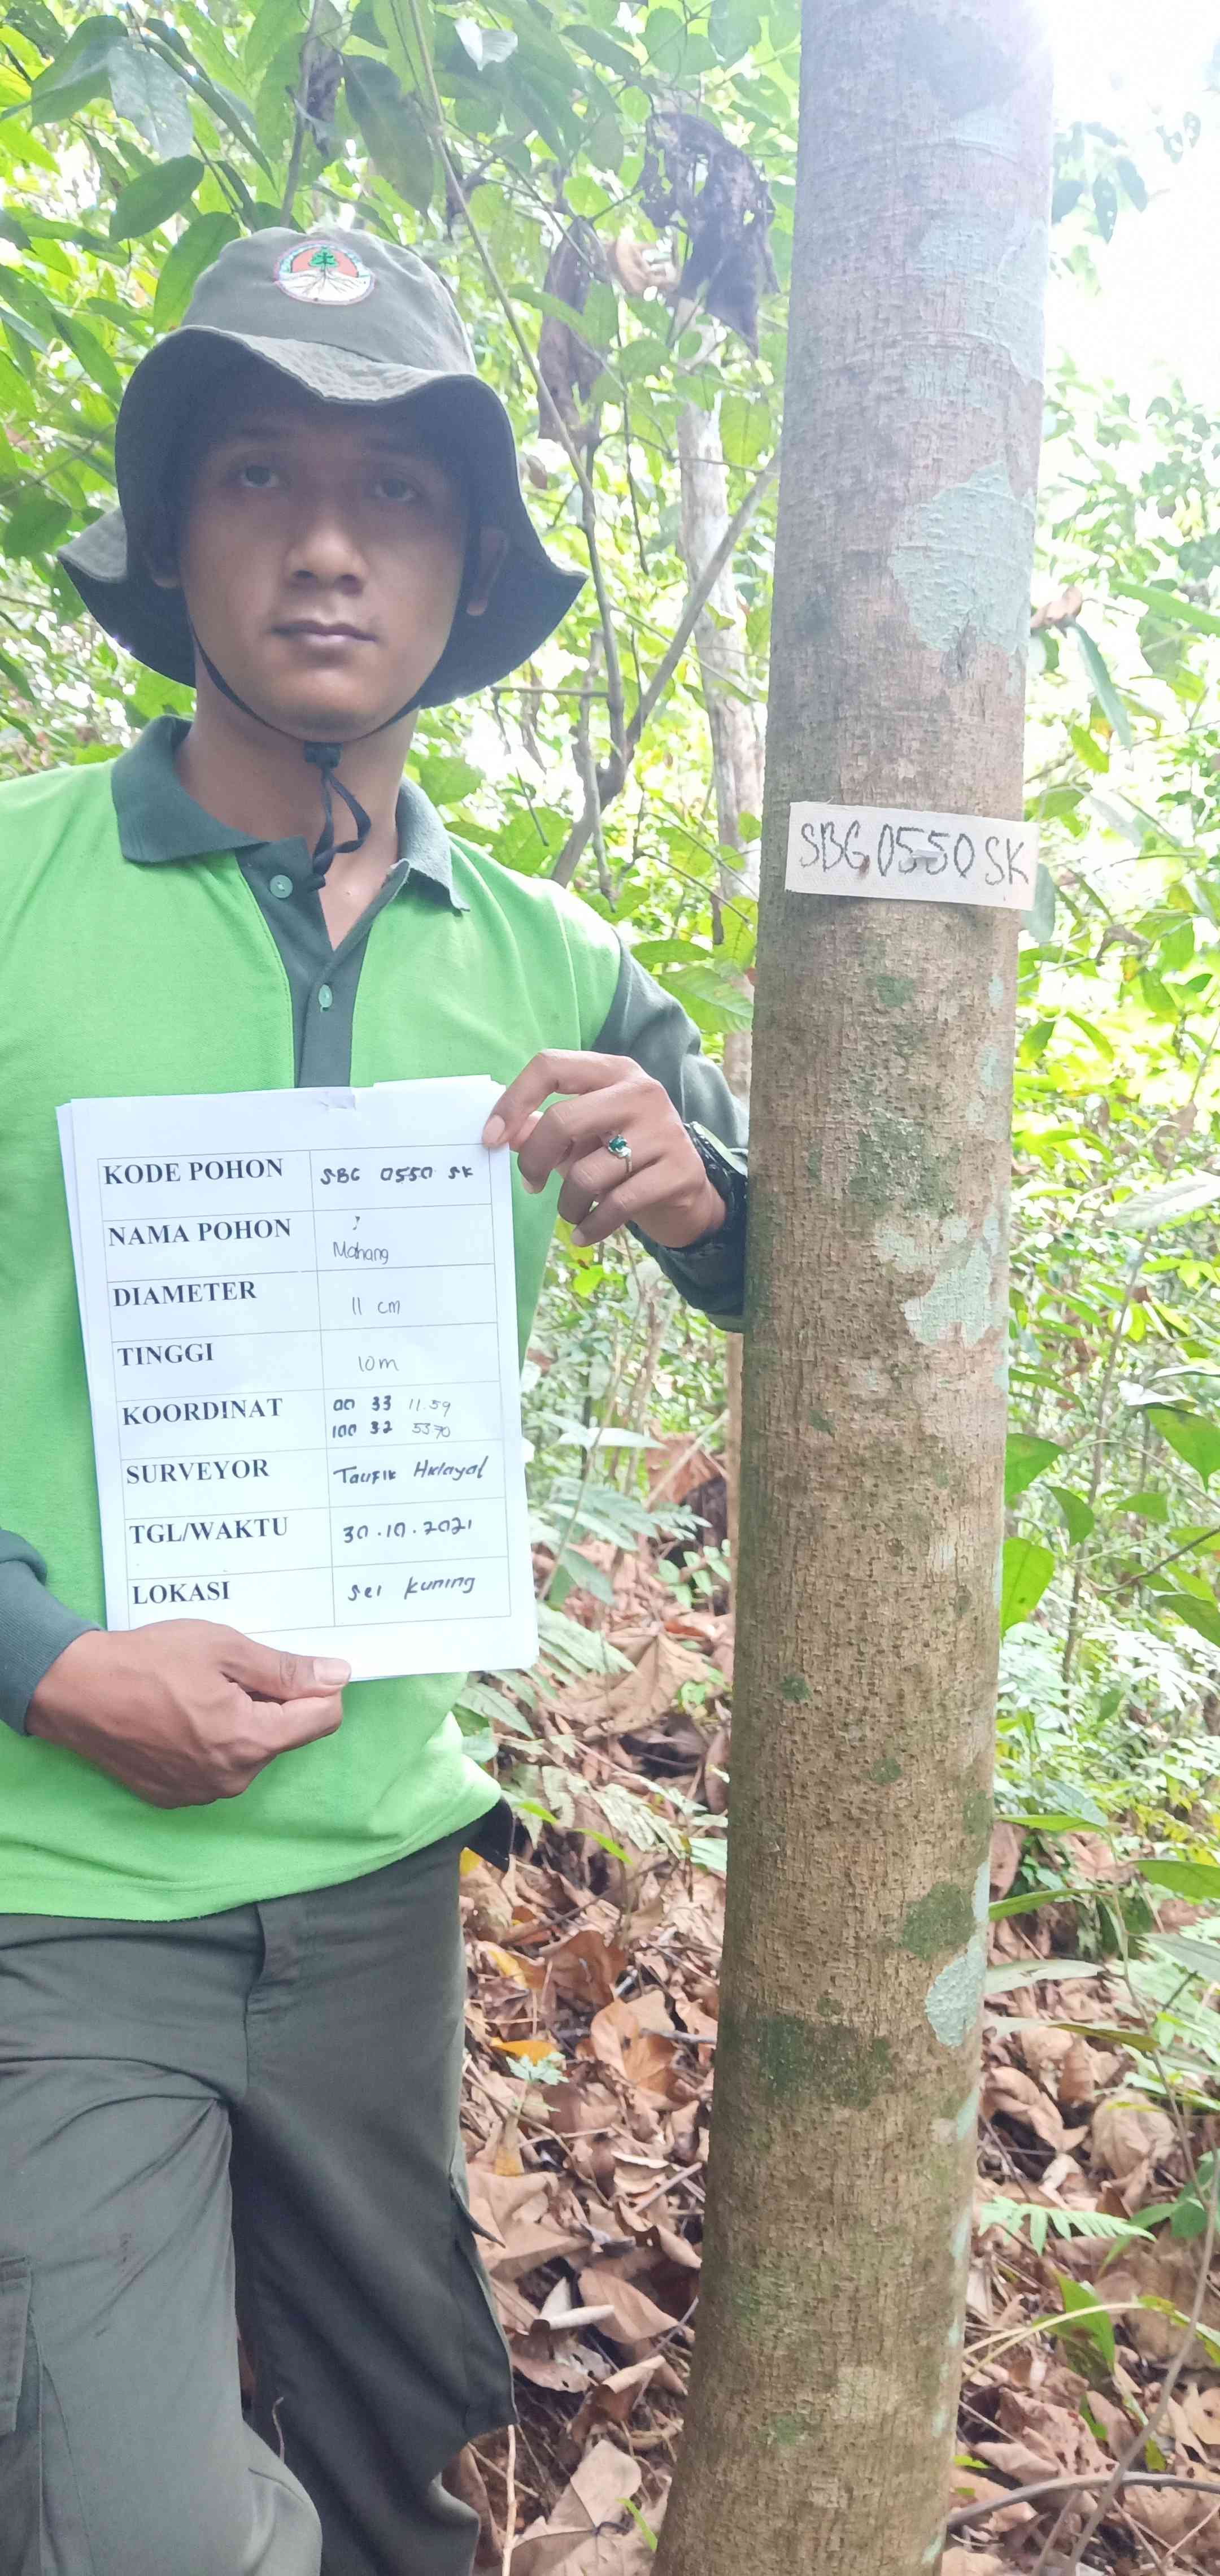 SBG 0550 SK
KODE POHON SBG 0550 SK
NAMA POHON Mahang
DIAMETER 11 cm
TINGGI 10m
KOORDINAT 00 33 11.59
100 32 5370
SURVEYOR Taufik
TGL/WAKTU 30.10.2021
LOKASI Sei Kuning